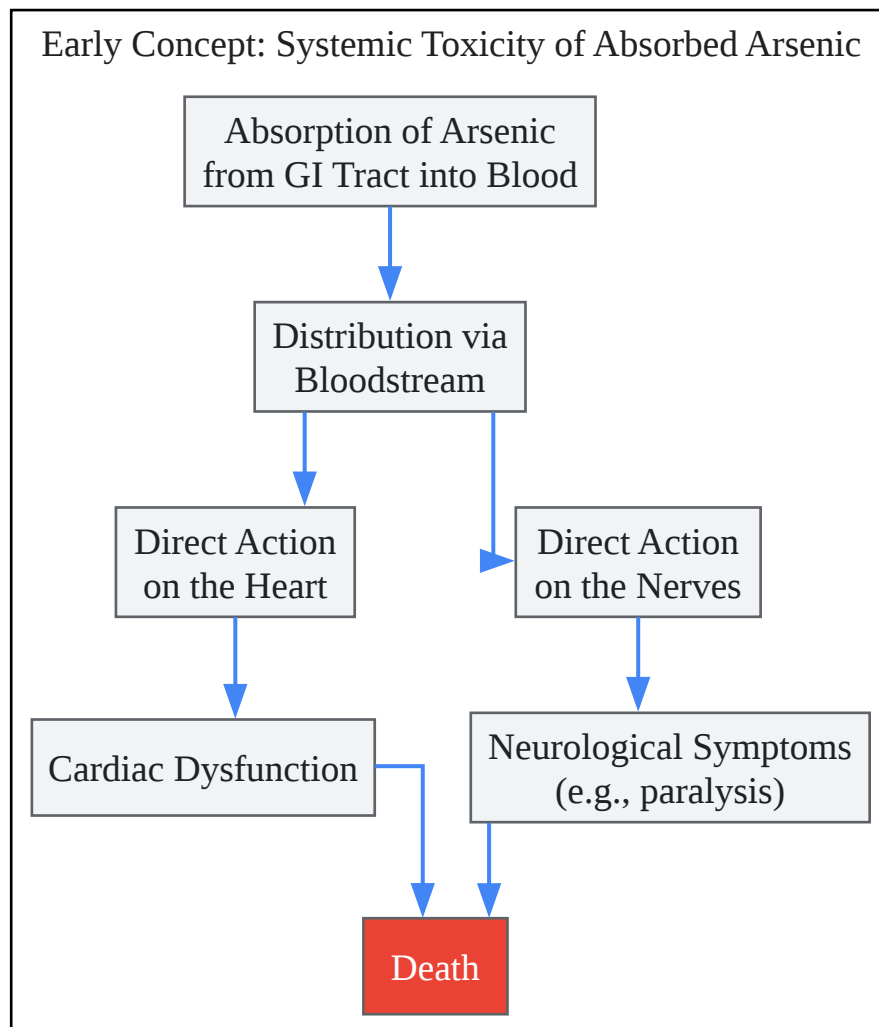 Early Concept: Systemic Toxicity of Absorbed Arsenic
Absorption of Arsenic
from GI Tract into Blood
Distribution via
Bloodstream
Direct Action
on the Heart
Direct Action
on the Nerves
Cardiac Dysfunction
Neurological Symptoms
(e.g., paralysis)
Death